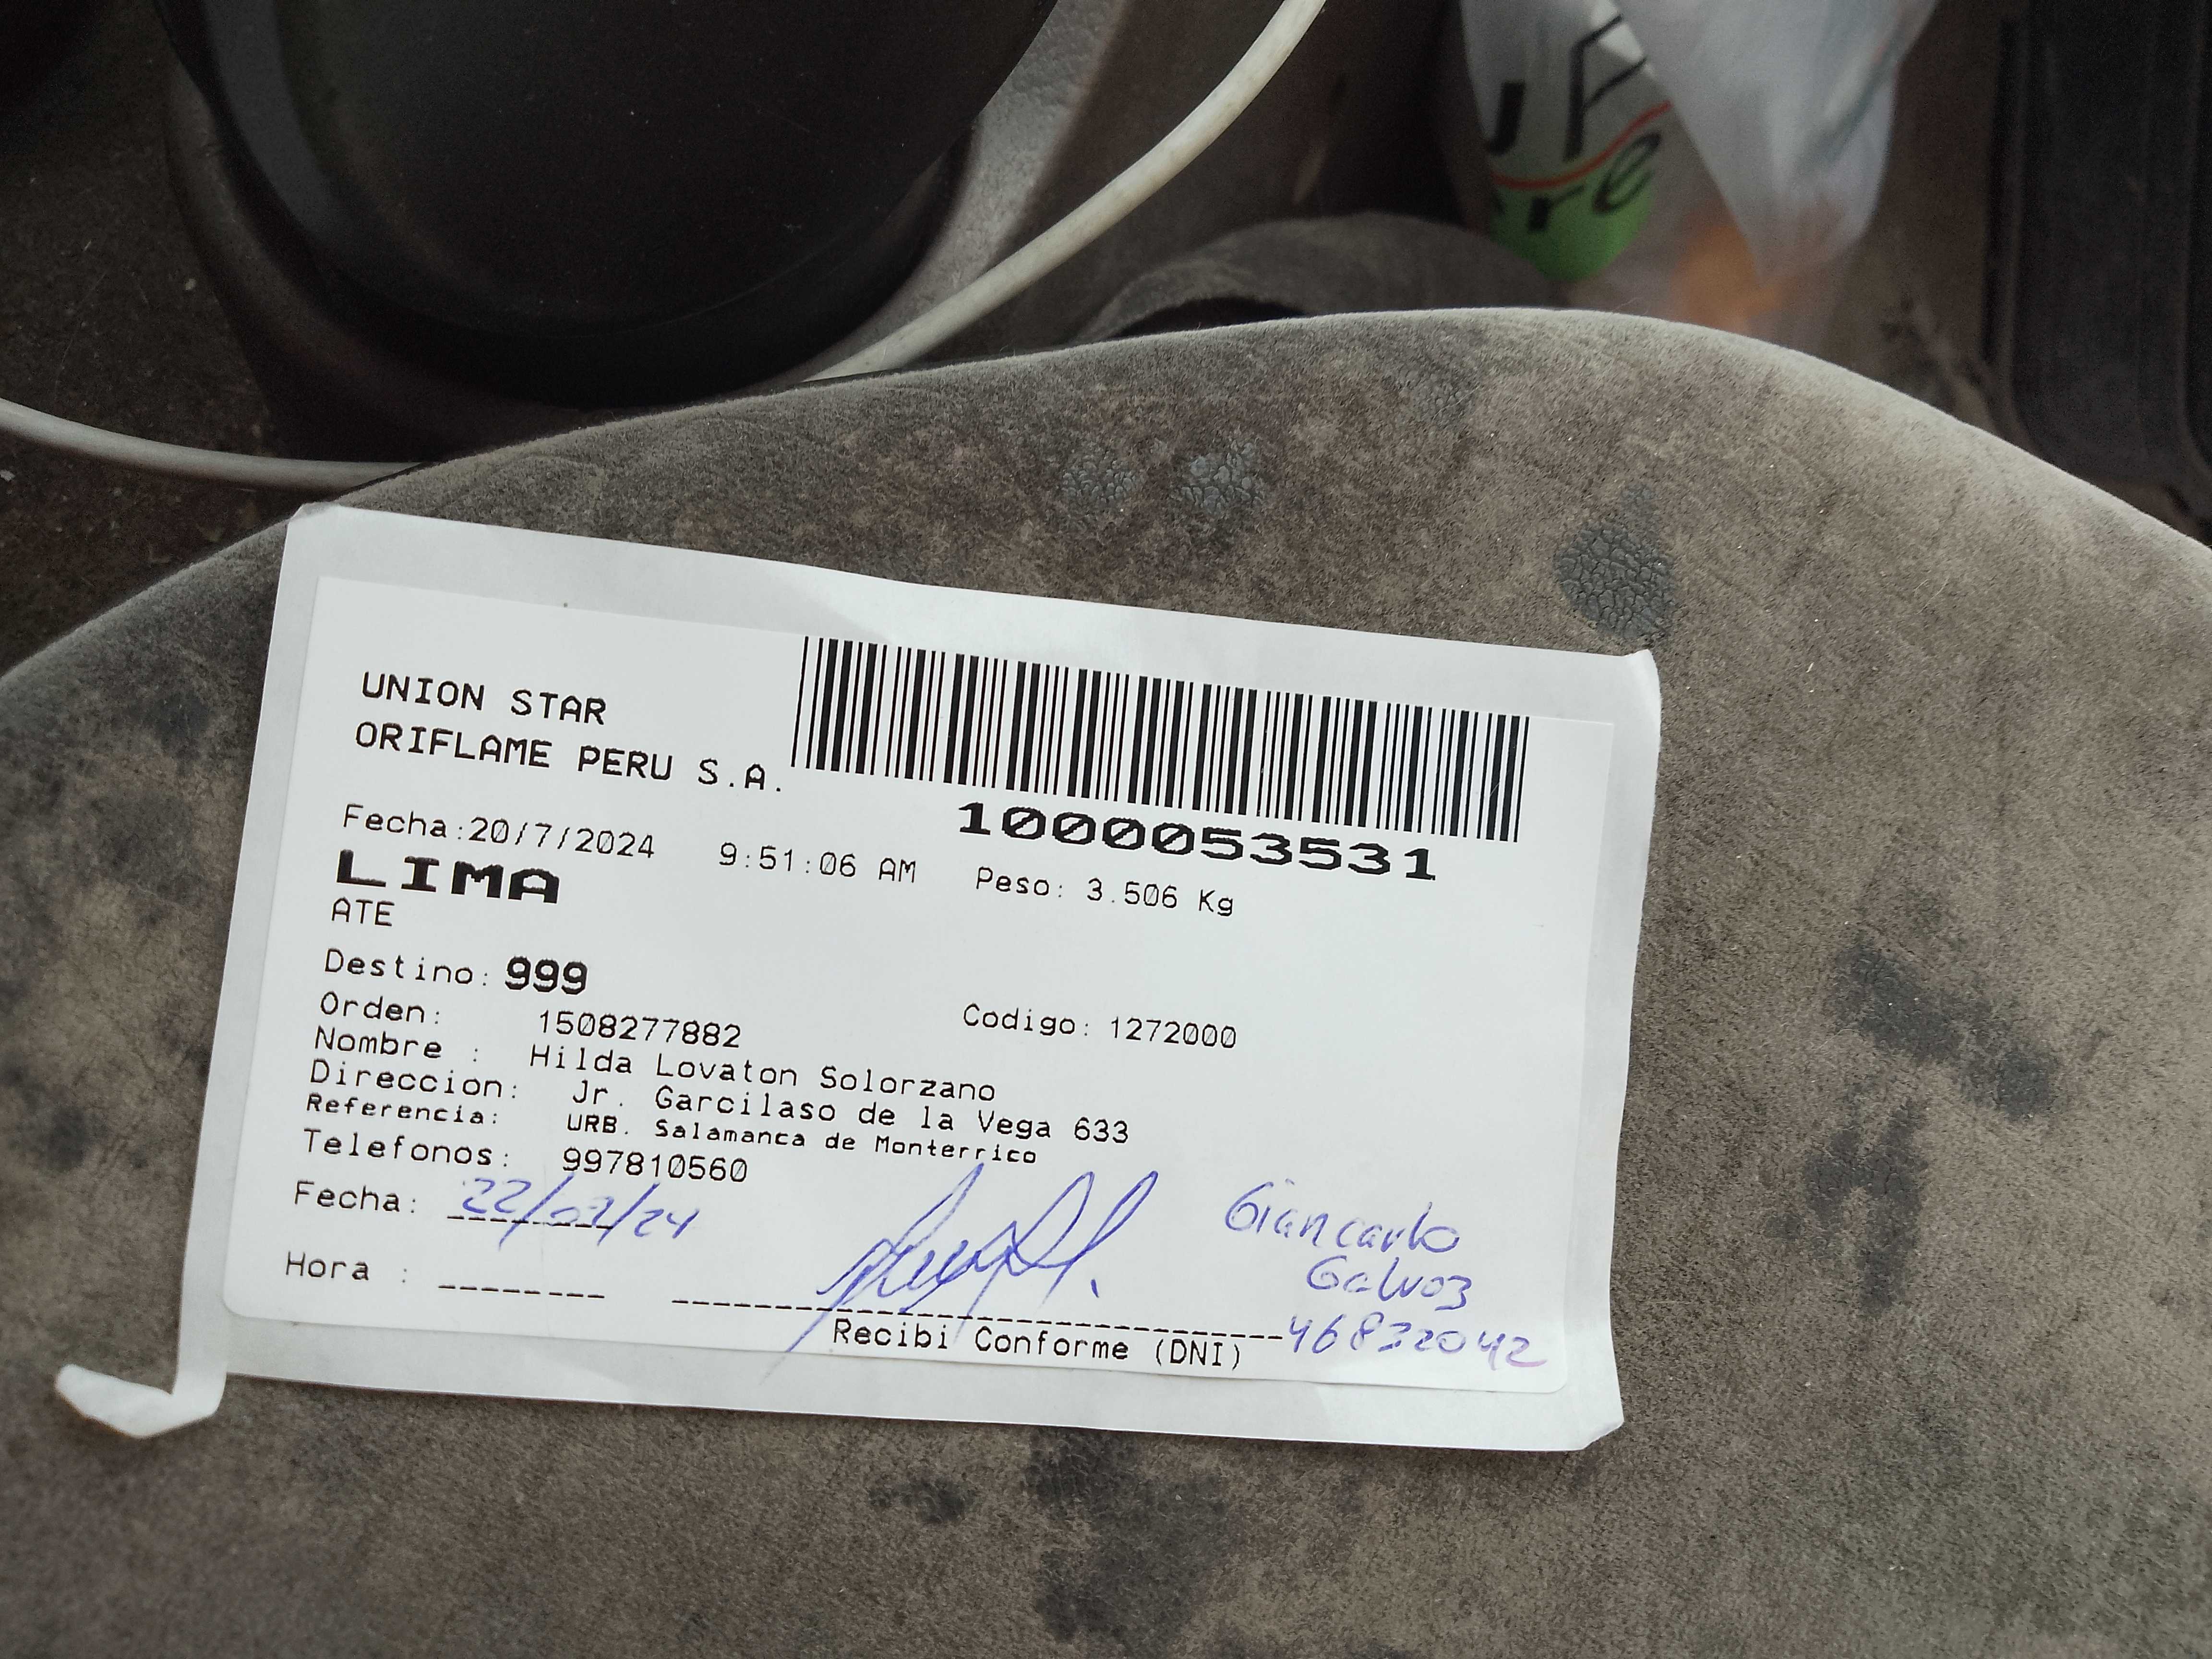 UNION STAR
ORIFLAME PERU S.A.
1000053531
Fecha:20/7/2024 9:51:06 AM Peso: 3.506 Kg
LIMA
ATE
Destino: 999
Orden: 1508277882 Codigo: 1272000
Nombre : Hilda Lovaton Solorzano
Direccion: Jr. Garcilaso de la Vega 633
Referencia: URB. Salamanca de Monterrico
Telefonos: 997810560
Fecha: 22/07/24
Giancarlo
Galvoz
Hora :
46832042
Recibi Conforme (DNI)